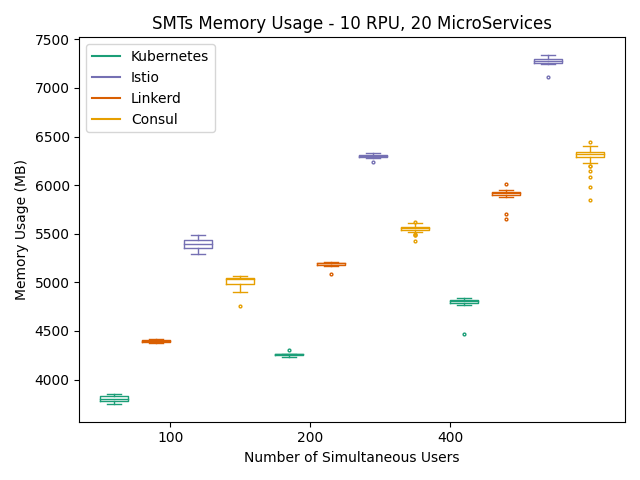 SMTs Memory Usage - 10 RPU, 20 MicroServices
Memory Usage (MB)
7500
7000
6500
6000
5500
5000
4500
4000
Kubernetes
Istio
Linkerd
Consul
100
200
400
Number of Simultaneous Users